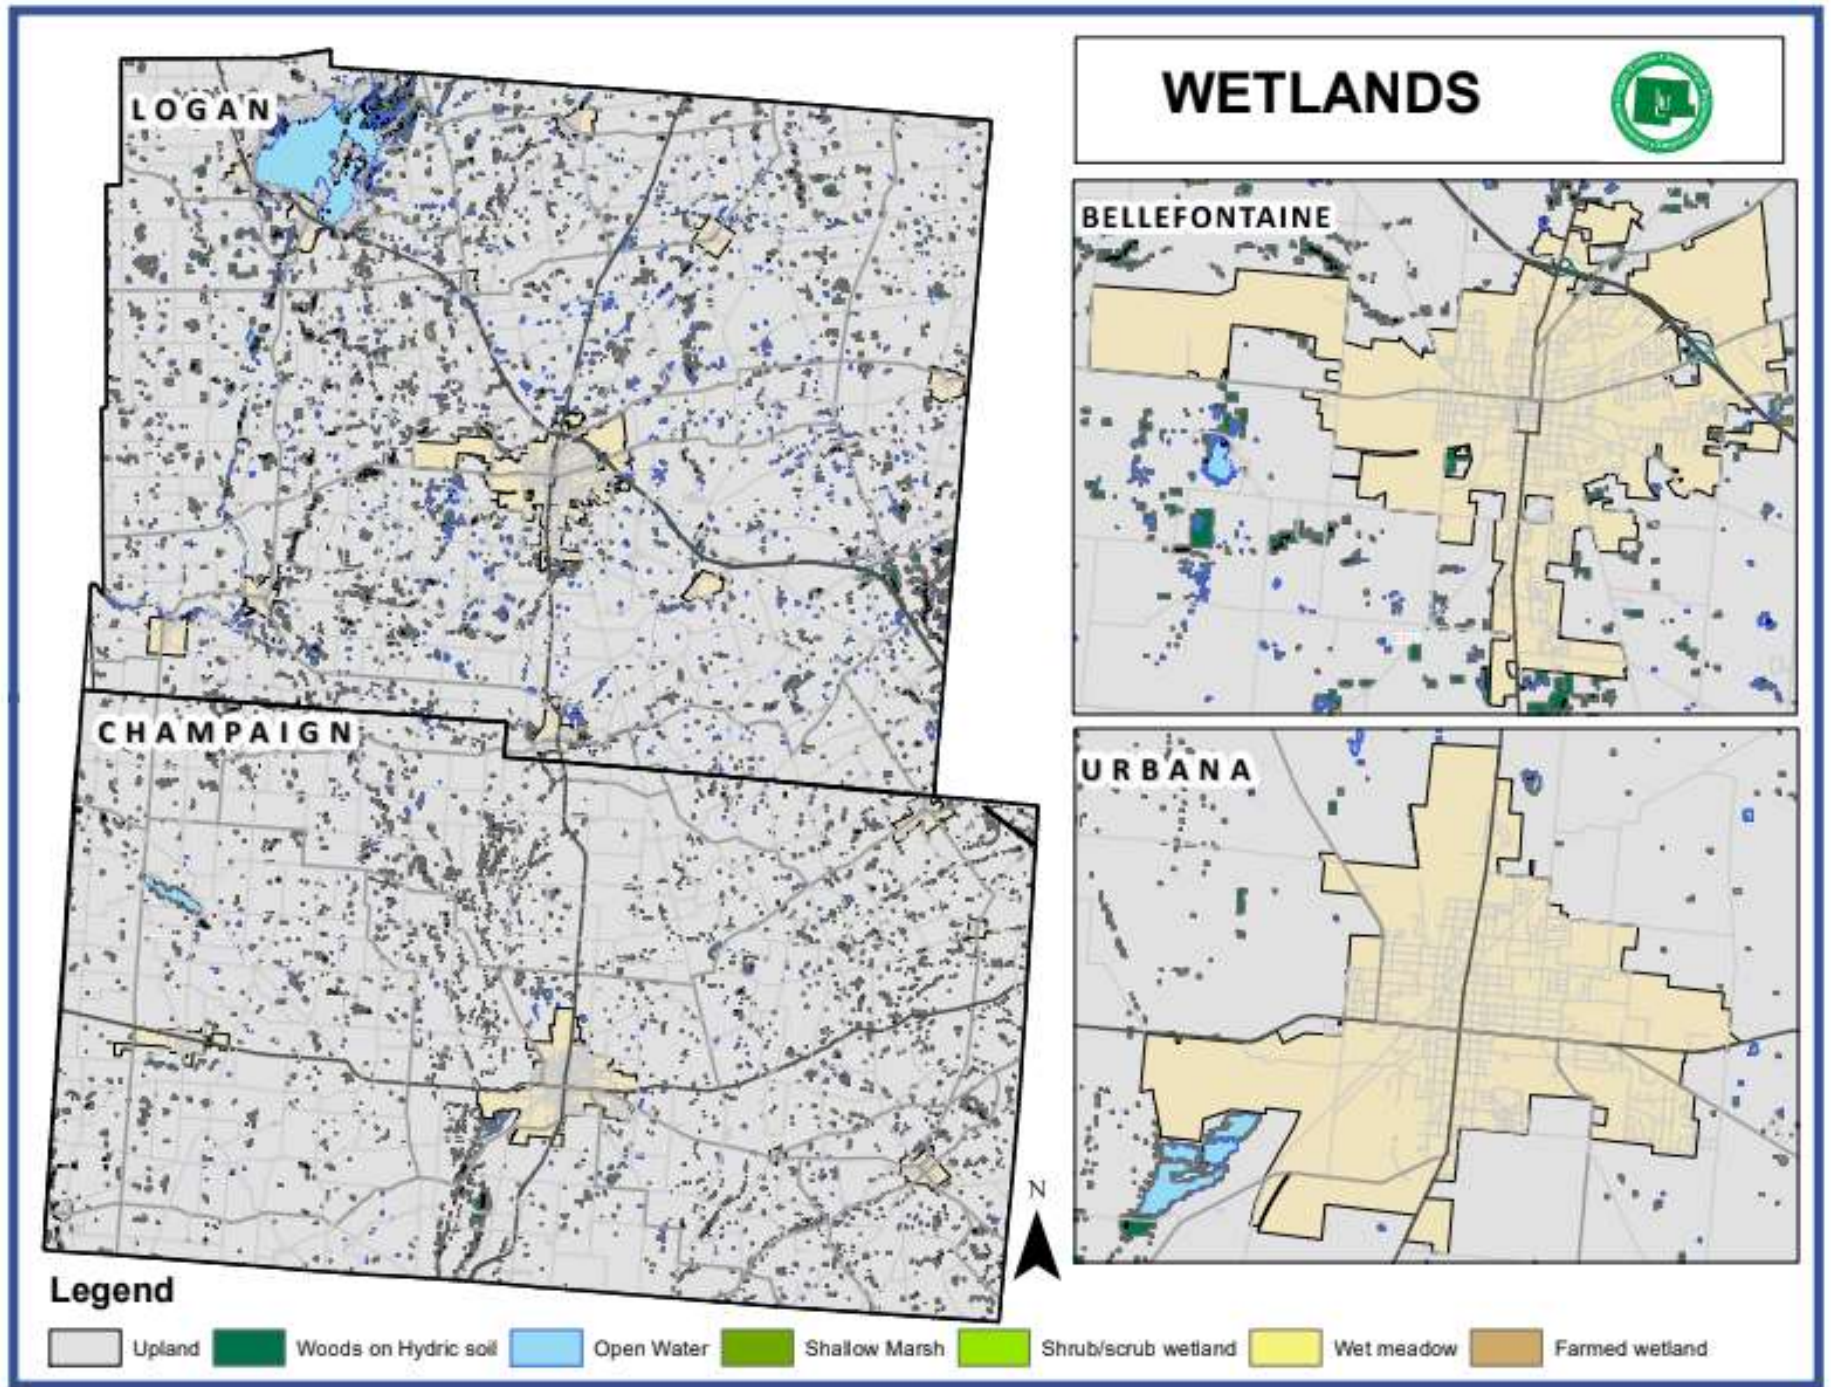 WETLANDS
LOGAN
BELLEFONTAINE
CHAMPAIGN
URBANA
N
Legend
Upland
Woods on Hydric soil
Open Water
Shallow Marsh
Shrub/scrub wetland
Wet meadow
Farmed wetland